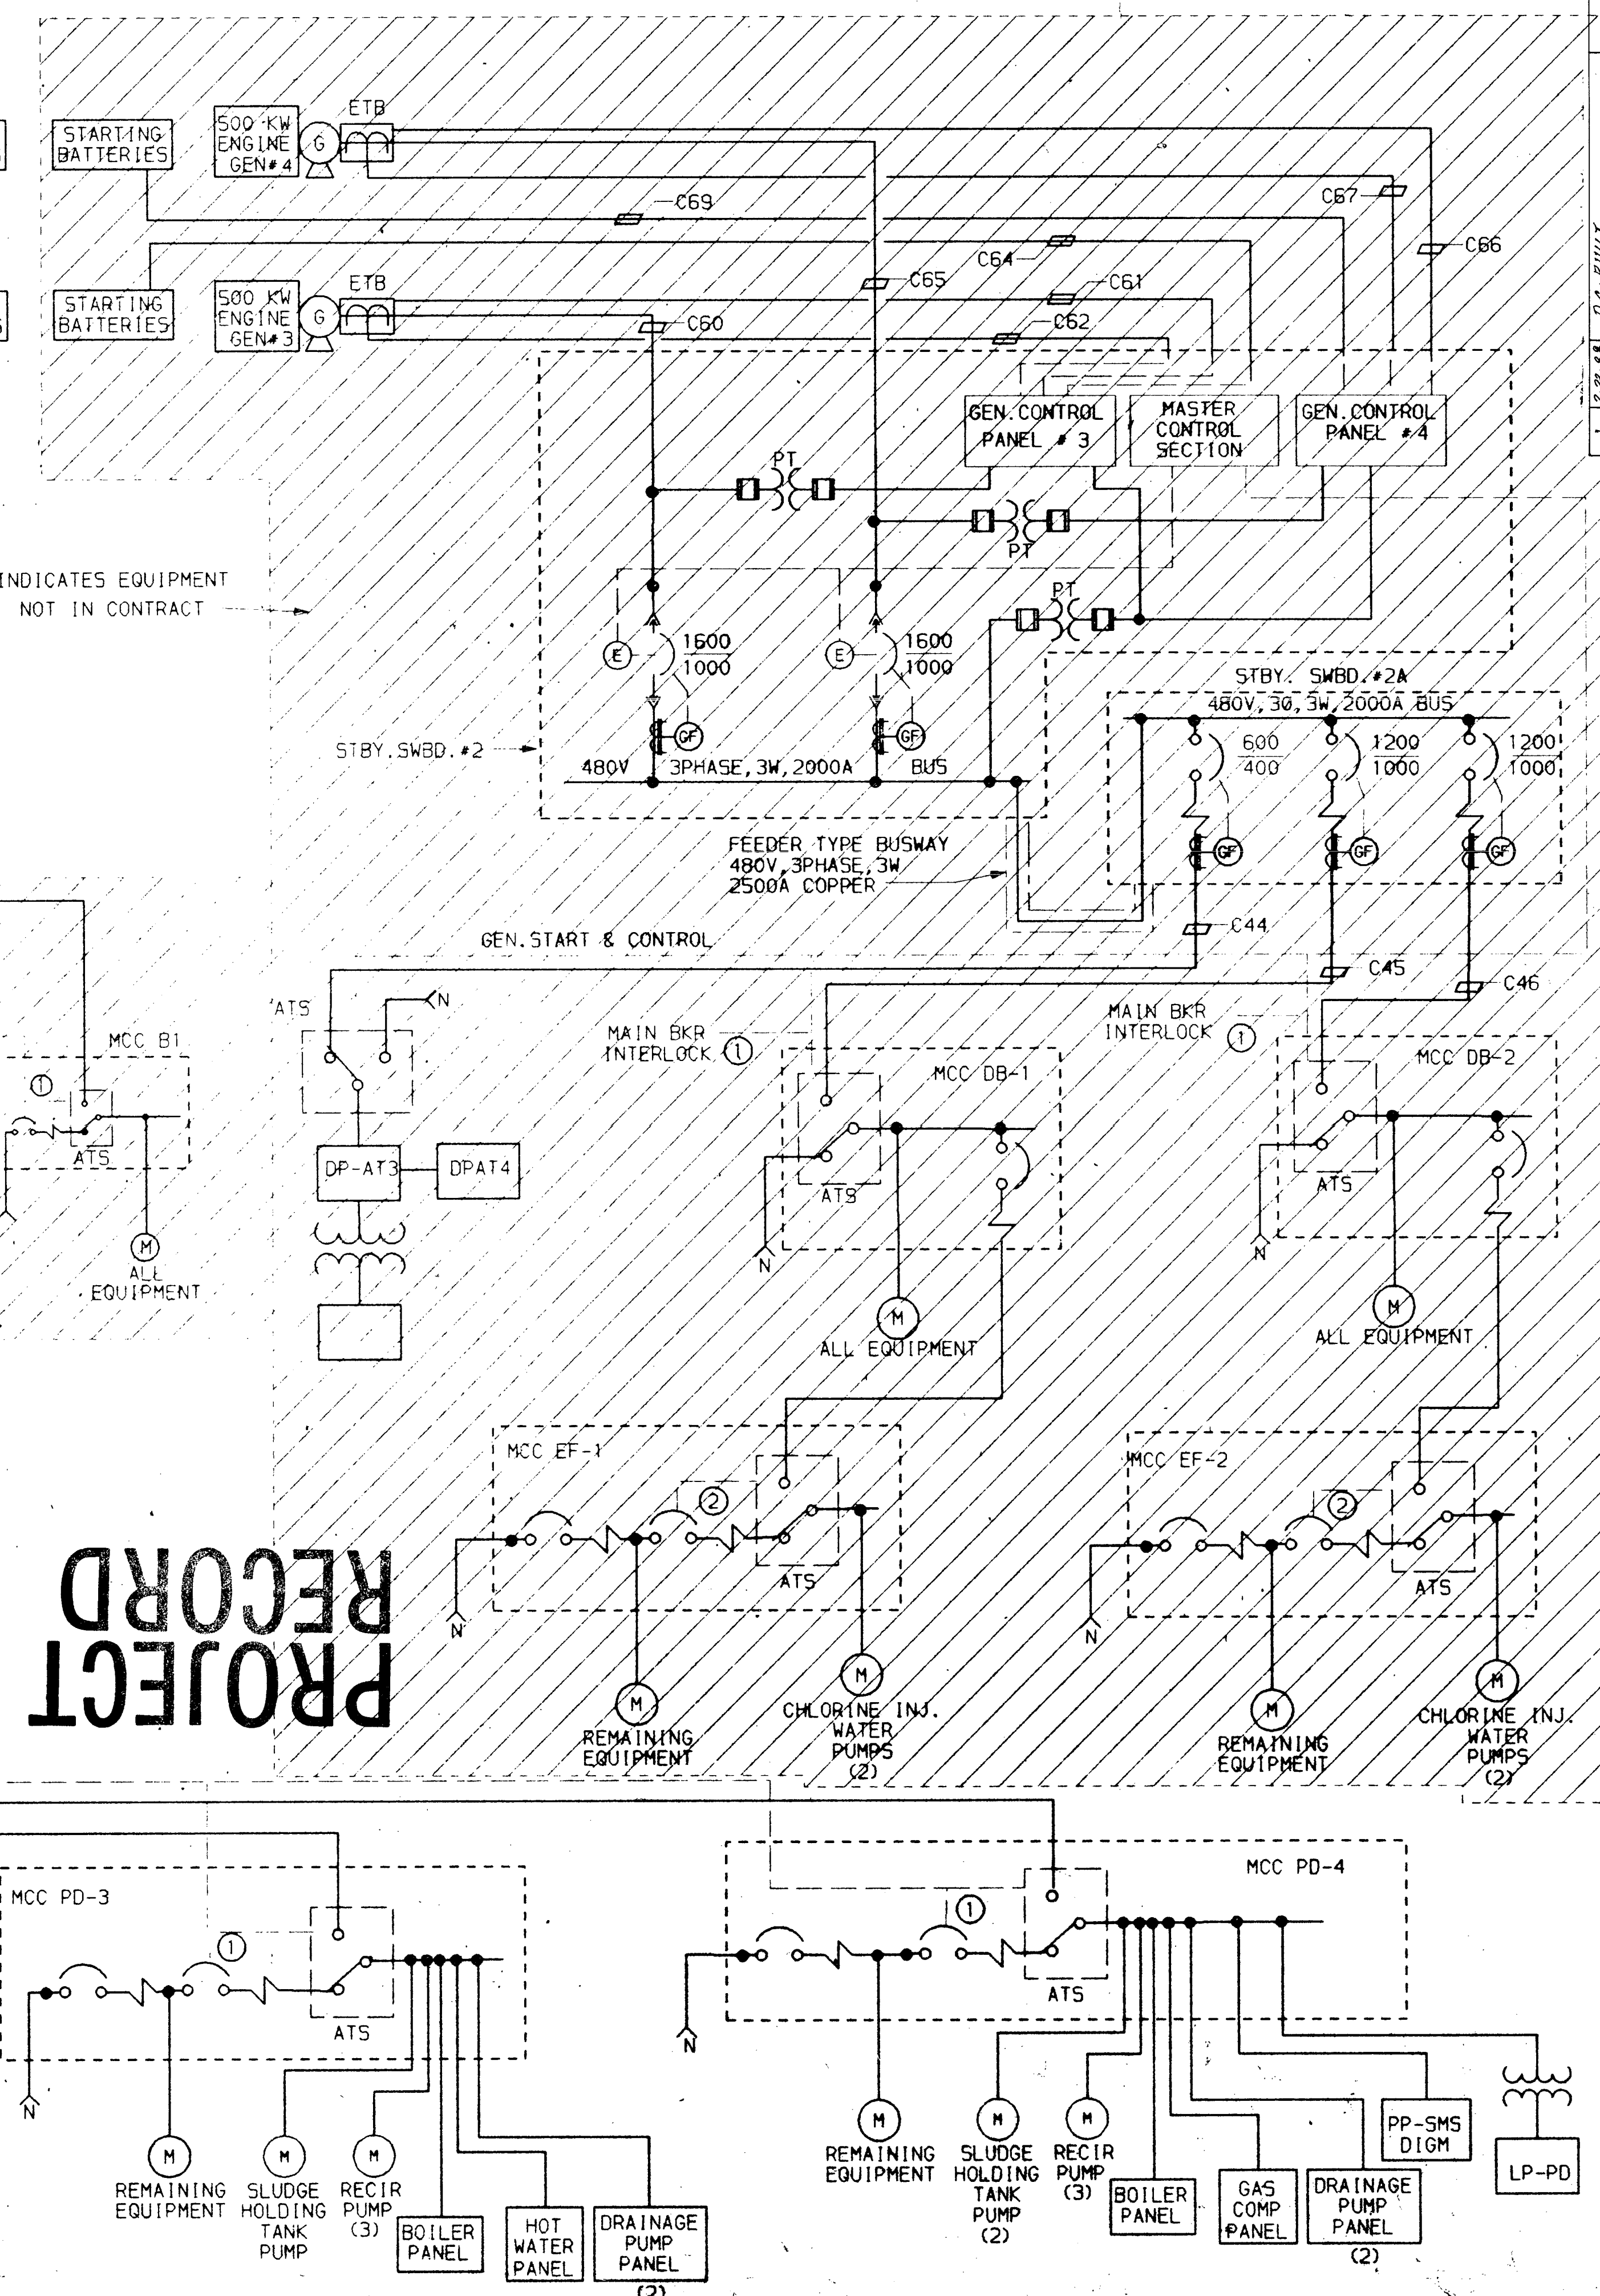 STARTING
BATTERIES
500 KW
ENGINE
GEN#4
G
ETB
C69
C67
C66
C64
C65
C61
STARTING
BATTERIES
500 KW
ENGINE
GEN#3
G
ETB
C60
C62
GEN.CONTROL
PANEL # 3
MASTER
CONTROL
SECTION
GEN.CONTROL
PANEL #4
PT
PT
PT
INDICATES EQUIPMENT
NOT IN CONTRACT
E
1600
1000
E
1600
1000
STBY. SWBD.#2A
480V,3Ø,3W,2000A BUS
600
400
1200
1000
1200
1000
GF
GF
STBY.SWBD.#2
480V 3PHASE,3W,2000A BUS
GF
GF
GF
FEEDER TYPE BUSWAY
480V,3PHASE,3W
2500A COPPER
C44
GEN.START & CONTROL
C45
C46
ATS
N
MAIN BKR
INTERLOCK 1
MAIN BKR
INTERLOCK 1
MCC B1
1
ATS
MCC DB-1
MCC DB-2
DP-AT3
DPAT4
ATS
ATS
N
N
M
ALL
EQUIPMENT
M
ALL EQUIPMENT
M
ALL EQUIPMENT
MCC EF-1
2
ATS
N
MCC EF-2
2
ATS
N
M
REMAINING
EQUIPMENT
M
CHLORINE INJ.
WATER
PUMPS
(2)
M
REMAINING
EQUIPMENT
M
CHLORINE INJ.
WATER
PUMPS
(2)
PROJECT
RECORD
MCC PD-3
1
ATS
N
MCC PD-4
1
ATS
N
M
REMAINING
EQUIPMENT
M
SLUDGE
HOLDING
TANK
PUMP
M
RECIR
PUMP
(3)
BOILER
PANEL
HOT
WATER
PANEL
DRAINAGE
PUMP
PANEL
(2)
M
REMAINING
EQUIPMENT
M
SLUDGE
HOLDING
TANK
PUMP
(2)
M
RECIR
PUMP
(3)
BOILER
PANEL
GAS
COMP
PANEL
DRAINAGE
PUMP
PANEL
(2)
PP-SMS
DIGM
LP-PD